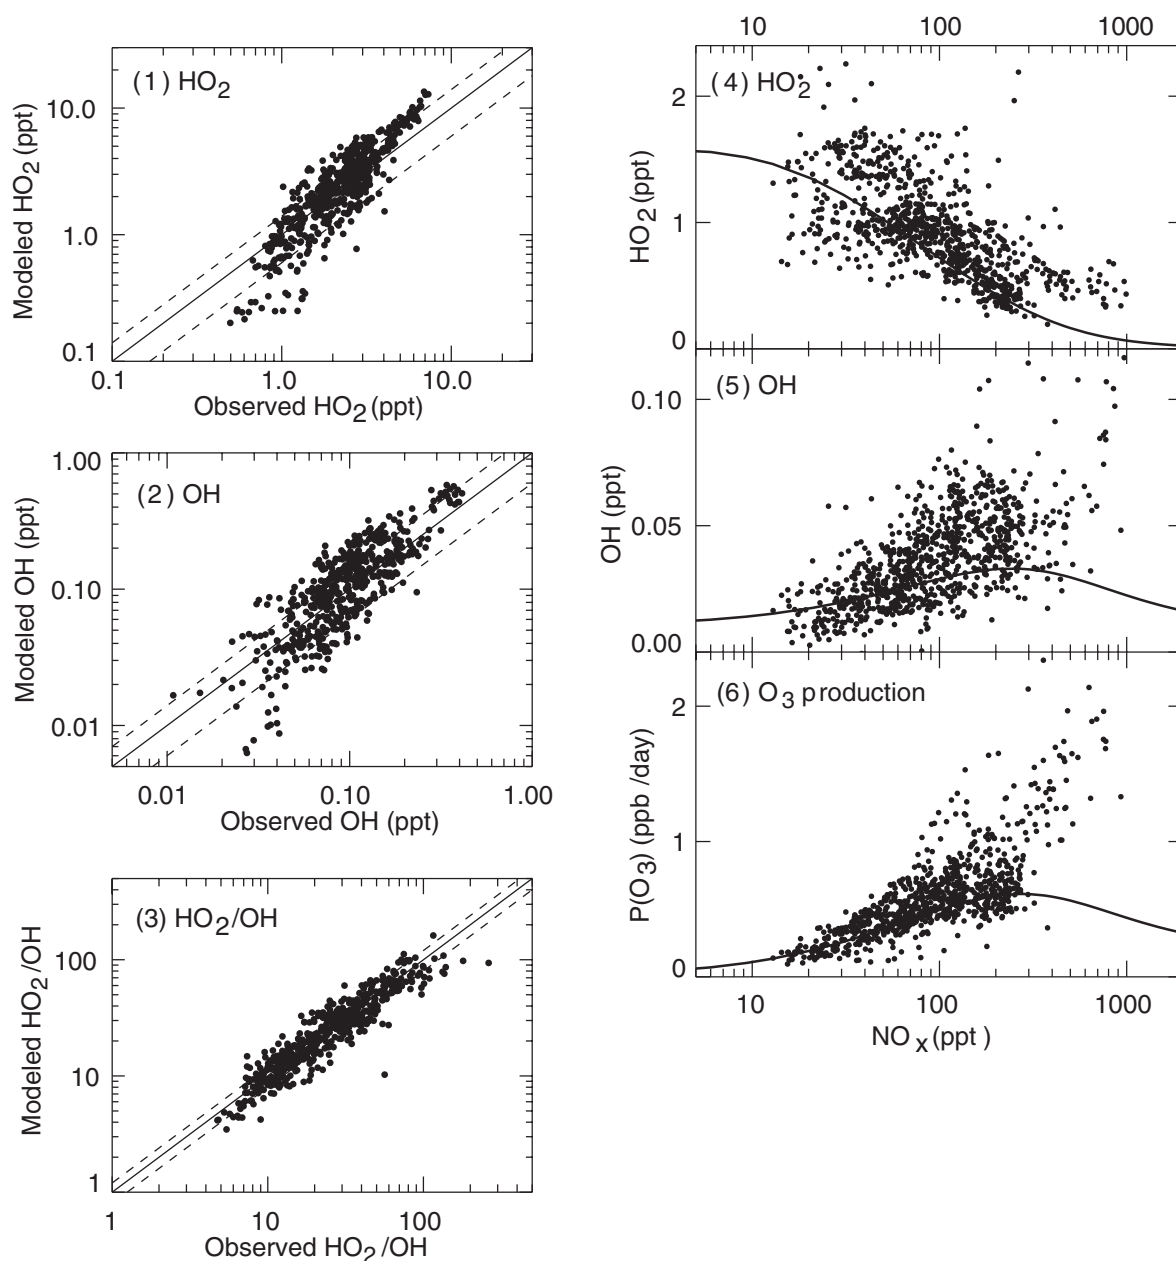 (1) HO2
Modeled HO2 (ppt)
10.0
1.0
0.1
0.1 1.0 10.0
Observed HO2 (ppt)
(2) OH
Modeled OH (ppt)
1.00
0.10
0.01
0.01 0.10 1.00
Observed OH (ppt)
(3) HO2/OH
Modeled HO2/OH
100
10
1
1 10 100
Observed HO2/OH
10 100 1000
(4) HO2
HO2 (ppt)
2
1
0
(5) OH
OH (ppt)
0.10
0.05
0.00
(6) O3 production
P(O3) (ppb/day)
2
1
0
10 100 1000
NOx (ppt)